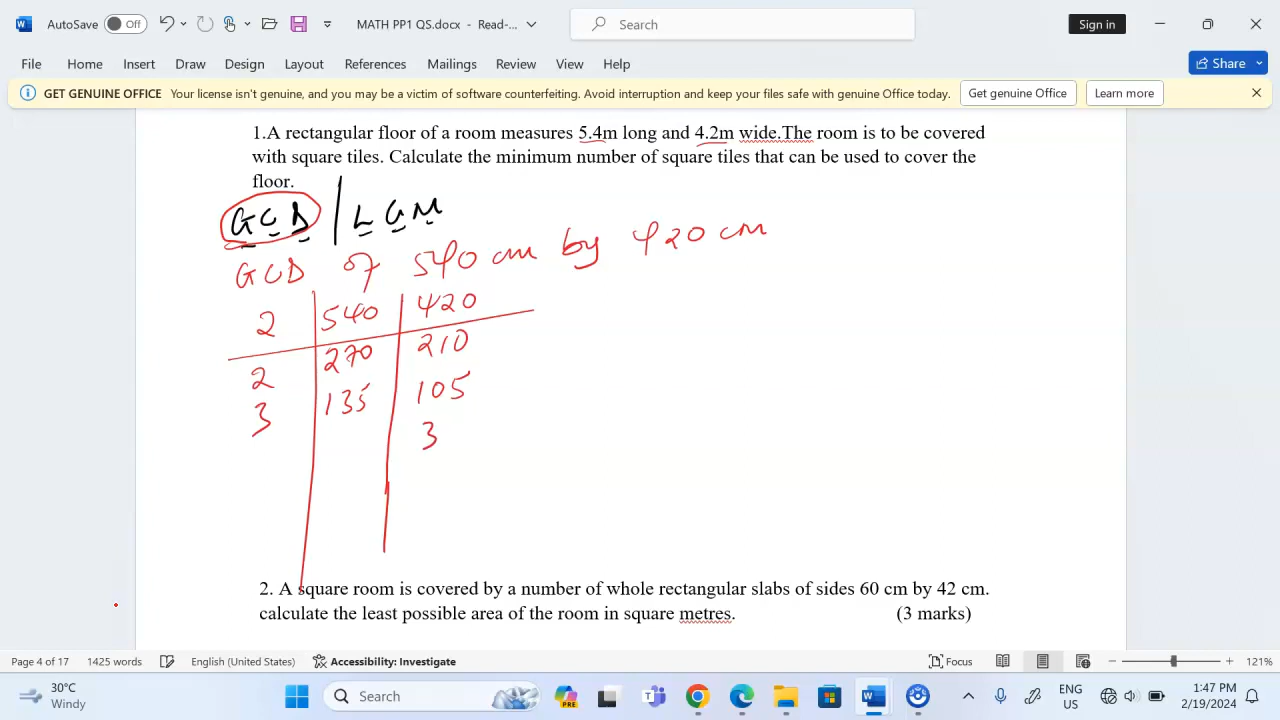 AutoSave Off MATH PP1 QS.docx - Read-... Search Sign in
File Home Insert Draw Design Layout References Mailings Review View Help Share
GET GENUINE OFFICE Your license isn't genuine, and you may be a victim of software counterfeiting. Avoid interruption and keep your files safe with genuine Office today. Get genuine Office Learn more
1.A rectangular floor of a room measures 5.4m long and 4.2m wide.The room is to be covered
with square tiles. Calculate the minimum number of square tiles that can be used to cover the
floor.
GCD | LCM
GCD of 540 cm by 420 cm
2 540 420
2 270 210
3 135 105
3
2. A square room is covered by a number of whole rectangular slabs of sides 60 cm by 42 cm.
calculate the least possible area of the room in square metres. (3 marks)
Page 4 of 17 1425 words English (United States) Accessibility: Investigate Focus 121%
30°C
Windy
Search
PRE
ENG
US
1:47 PM
2/19/2024